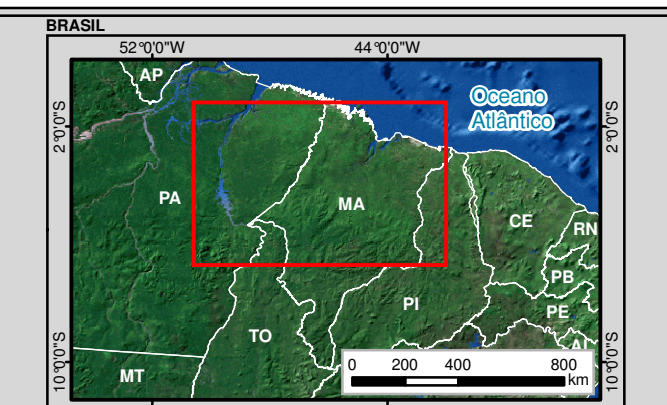 BRASIL
52°0'0"W
44°0'0"W
AP
Oceano
Atlântico
2°0'0"S
2°0'0"S
PA
MA
CE
RN
PB
PI
PE
TO
AL
10°0'0"S
10°0'0"S
MT
0 200 400 800
km